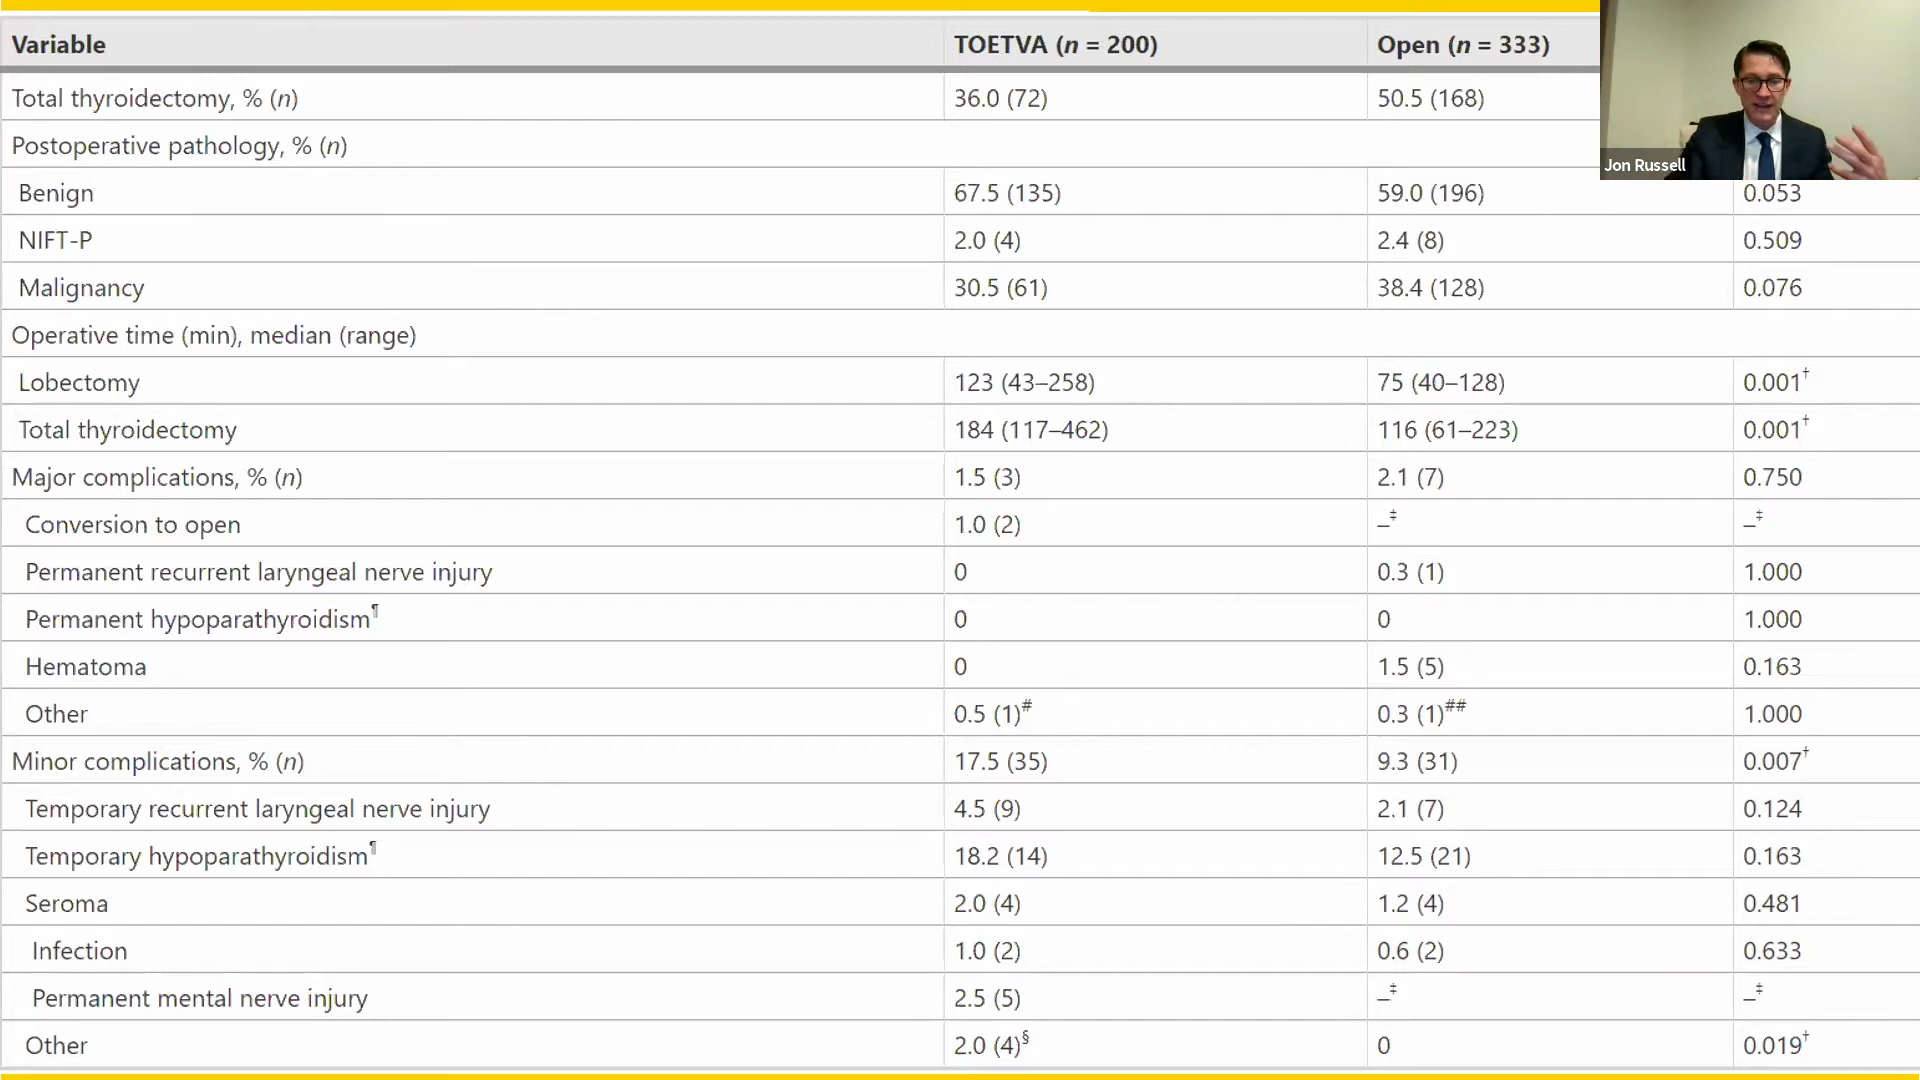 Variable TOETVA (n = 200) Open (n = 333)
Total thyroidectomy, % (n) 36.0 (72) 50.5 (168)
Postoperative pathology, % (n)
Jon Russell
Benign 67.5 (135) 59.0 (196) 0.053
NIFT-P 2.0 (4) 2.4 (8) 0.509
Malignancy 30.5 (61) 38.4 (128) 0.076
Operative time (min), median (range)
Lobectomy 123 (43–258) 75 (40–128) 0.001†
Total thyroidectomy 184 (117–462) 116 (61–223) 0.001†
Major complications, % (n) 1.5 (3) 2.1 (7) 0.750
Conversion to open 1.0 (2) –‡ –‡
Permanent recurrent laryngeal nerve injury 0 0.3 (1) 1.000
Permanent hypoparathyroidism¶ 0 0 1.000
Hematoma 0 1.5 (5) 0.163
Other 0.5 (1)# 0.3 (1)## 1.000
Minor complications, % (n) 17.5 (35) 9.3 (31) 0.007†
Temporary recurrent laryngeal nerve injury 4.5 (9) 2.1 (7) 0.124
Temporary hypoparathyroidism¶ 18.2 (14) 12.5 (21) 0.163
Seroma 2.0 (4) 1.2 (4) 0.481
Infection 1.0 (2) 0.6 (2) 0.633
Permanent mental nerve injury 2.5 (5) –‡ –‡
Other 2.0 (4)§ 0 0.019†